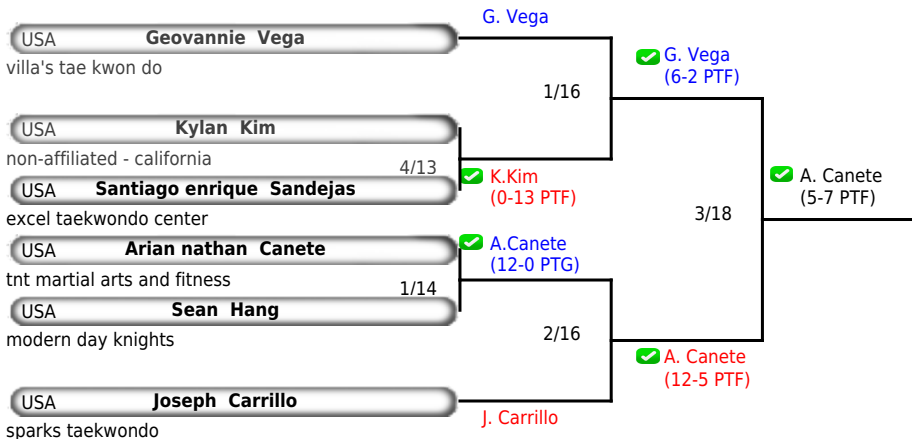 G. Vega
USA Geovannie Vega
villa's tae kwon do
G. Vega
(6-2 PTF)
1/16
USA Kylan Kim
non-affiliated - california
4/13
K.Kim
(0-13 PTF)
USA Santiago enrique Sandejas
excel taekwondo center
A. Canete
(5-7 PTF)
3/18
USA Arian nathan Canete
tnt martial arts and fitness
A.Canete
(12-0 PTG)
1/14
USA Sean Hang
modern day knights
2/16
A. Canete
(12-5 PTF)
USA Joseph Carrillo
sparks taekwondo
J. Carrillo